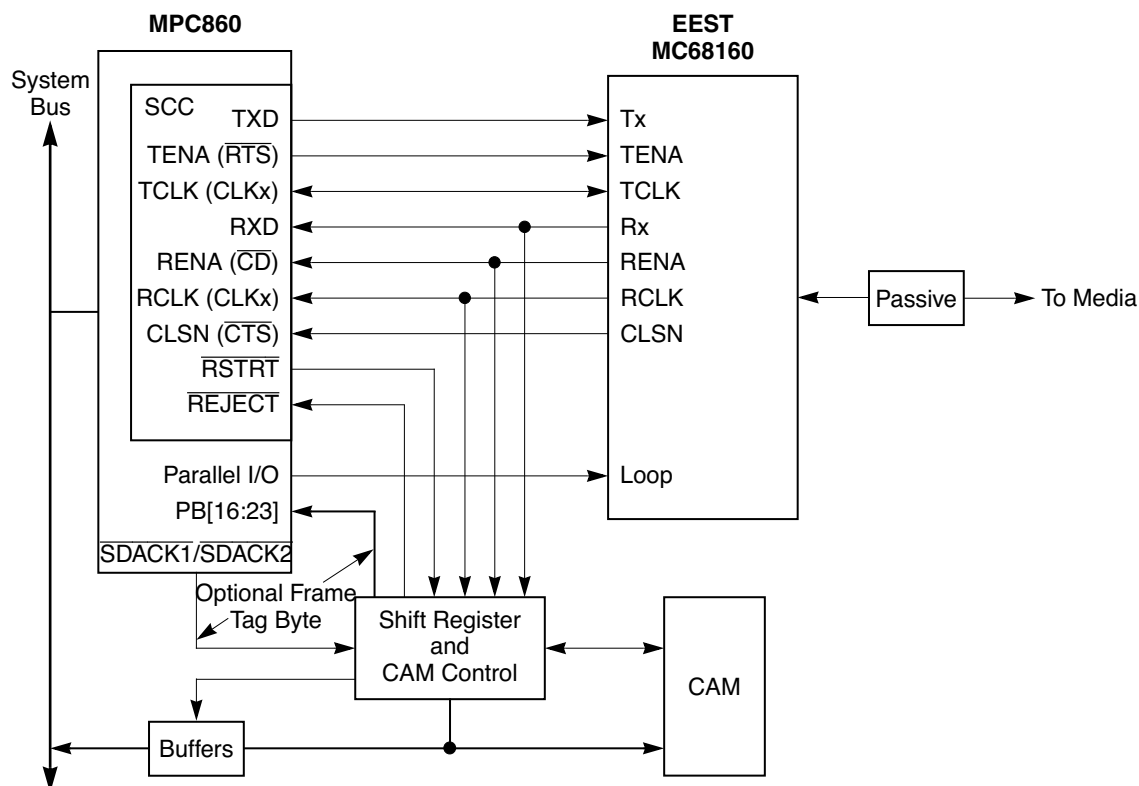 MPC860
EEST
MC68160
System
Bus
SCC
TXD
Tx
TENA (RTS)
TENA
TCLK (CLKx)
TCLK
RXD
Rx
RENA (CD)
RENA
RCLK (CLKx)
RCLK
CLSN (CTS)
CLSN
RSTRT
REJECT
Passive
To Media
Parallel I/O
Loop
PB[16:23]
SDACK1/SDACK2
Optional Frame
Tag Byte
Shift Register
and
CAM Control
CAM
Buffers